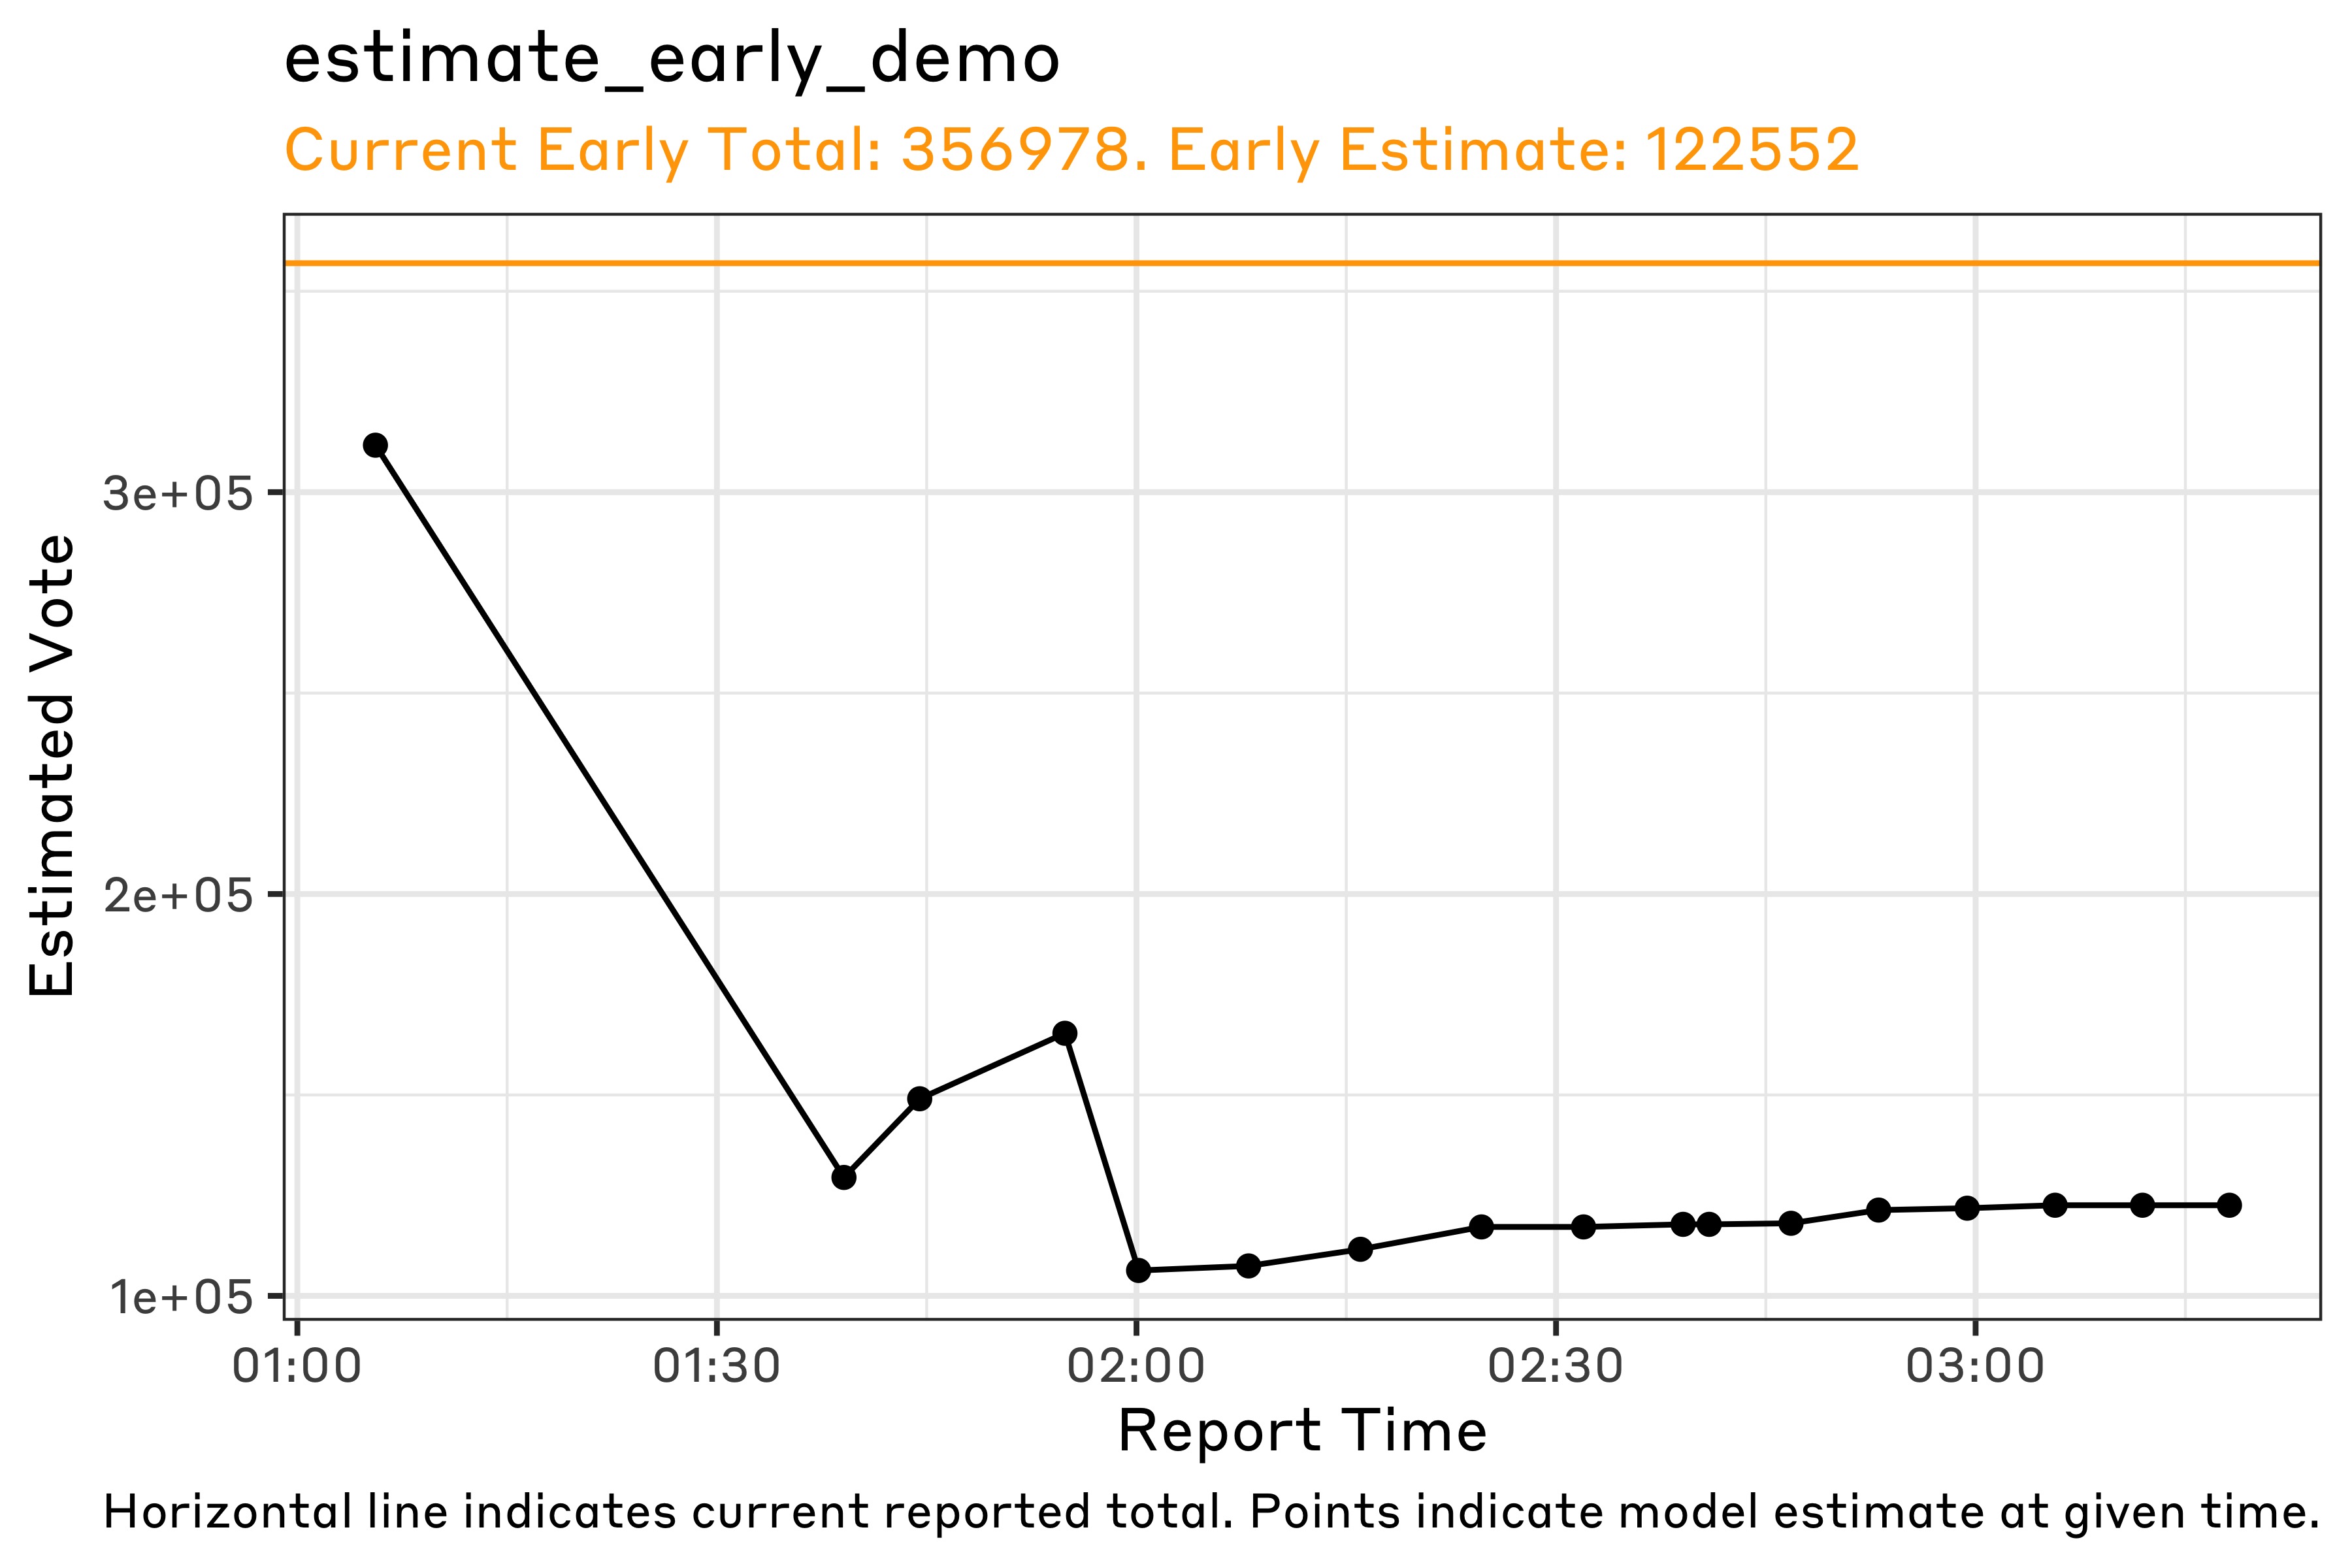 estimate_early_demo
Current Early Total: 356978. Early Estimate: 122552
Estimated Vote
3e+05
2e+05
1e+05
01:00 01:30 02:00 02:30 03:00
Report Time
Horizontal line indicates current reported total. Points indicate model estimate at given time.